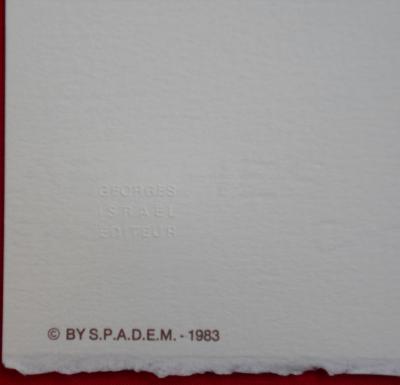 GEORGES
ISRAEL
EDITEUR
© BY S.P.A.D.E.M. - 1983